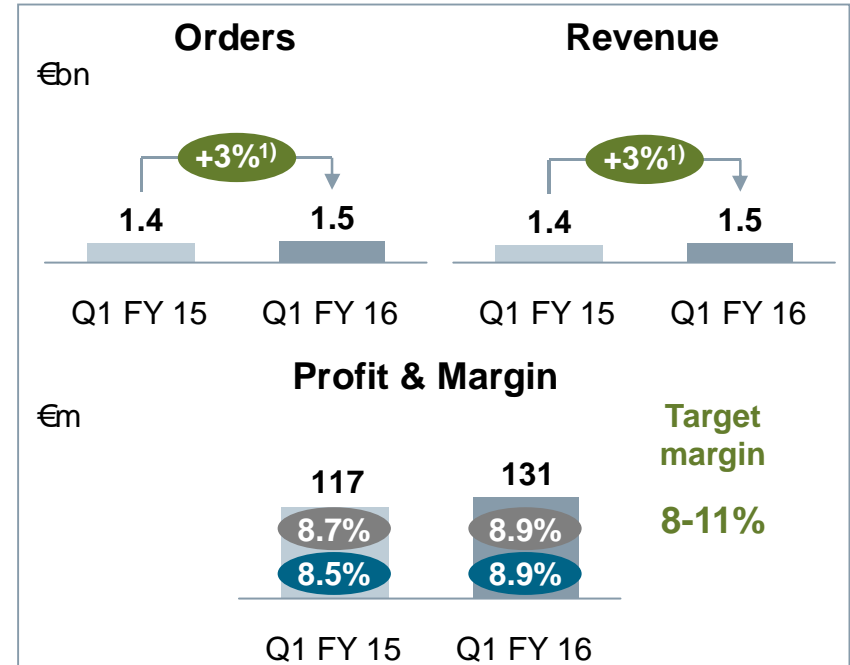 Orders
€bn
+3%1)
1.4
1.5
Q1 FY 15
Q1 FY 16
Revenue
+3%1)
1.4
1.5
Q1 FY 15
Q1 FY 16
Profit & Margin
€m
117
131
8.7%
8.9%
8.5%
8.9%
Q1 FY 15
Q1 FY 16
Target
margin
8-11%